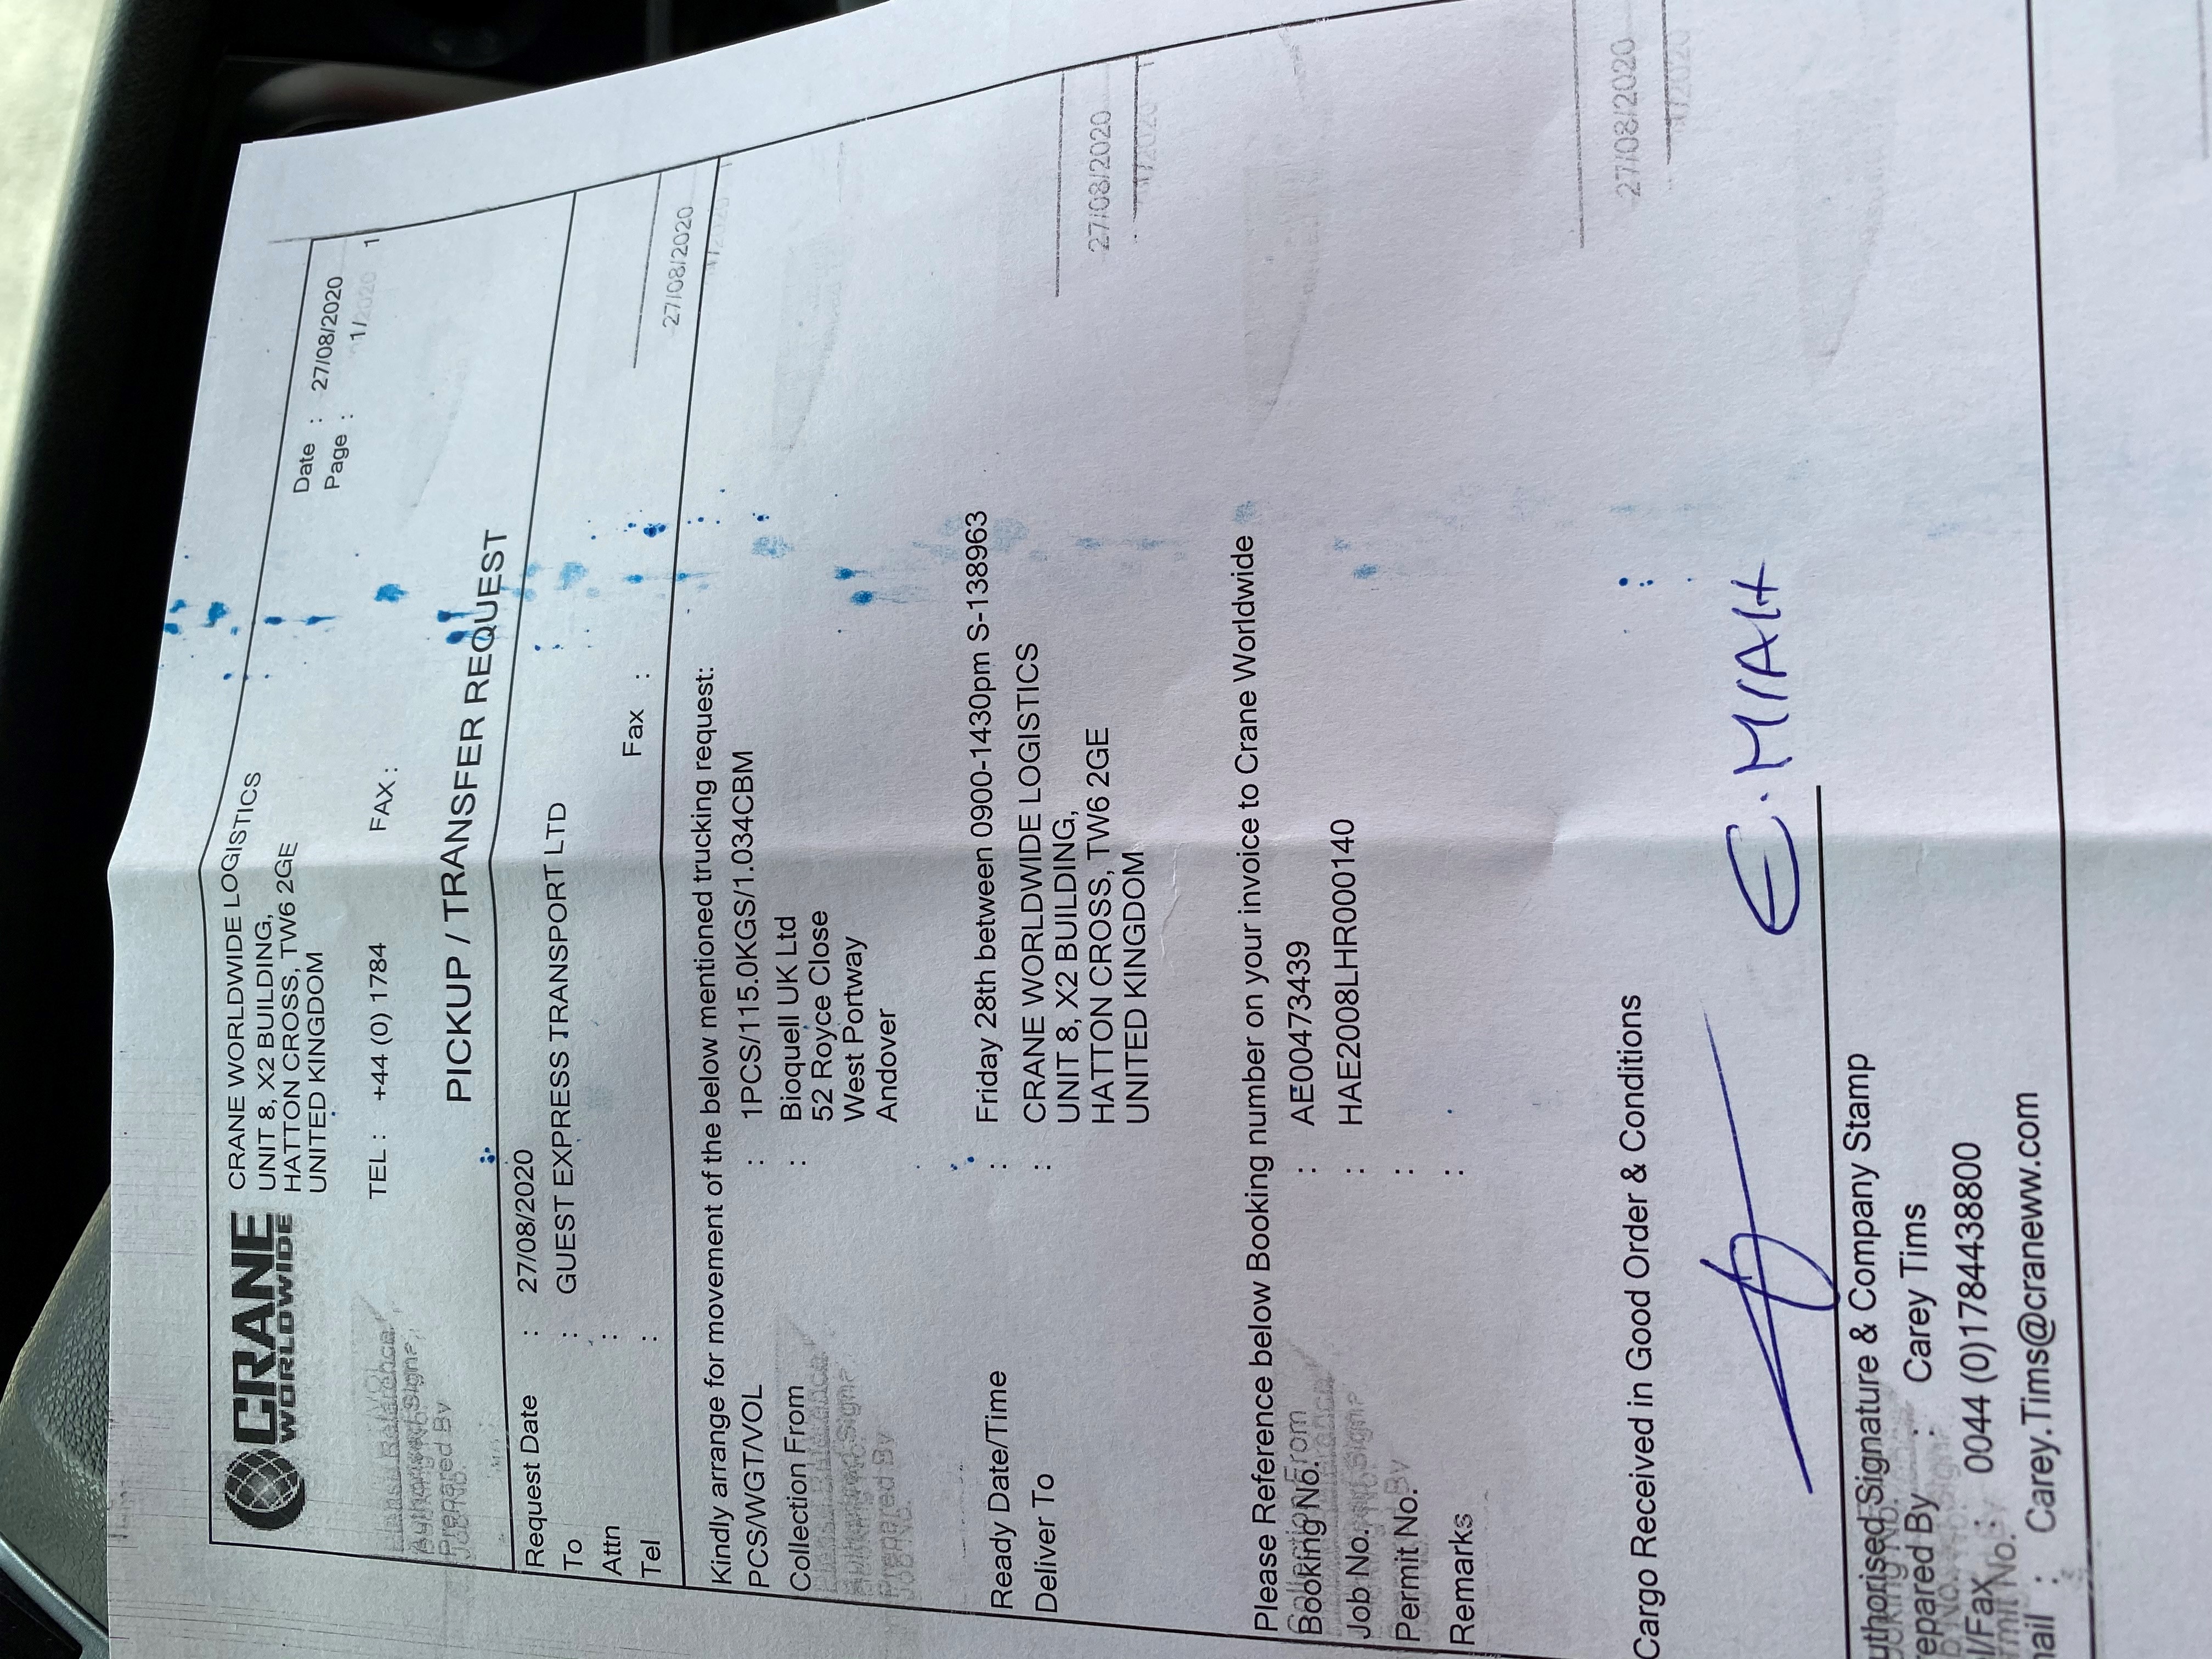 CRANE
WORLDWIDE
CRANE WORLDWIDE LOGISTICS
UNIT 8, X2 BUILDING,
HATTON CROSS, TW6 2GE
UNITED KINGDOM
TEL : +44 (0) 1784 FAX :
Date : 27/08/2020
Page : 1/ 1
PICKUP / TRANSFER REQUEST
Request Date : 27/08/2020
To : GUEST EXPRESS TRANSPORT LTD
Attn :
Tel : Fax :
27/08/2020
Kindly arrange for movement of the below mentioned trucking request:
PCS/WGT/VOL : 1PCS/115.0KGS/1.034CBM
Collection From : Bioquell UK Ltd
52 Royce Close
West Portway
Andover
Ready Date/Time : Friday 28th between 0900-1430pm S-138963
Deliver To : CRANE WORLDWIDE LOGISTICS
UNIT 8, X2 BUILDING,
HATTON CROSS, TW6 2GE
UNITED KINGDOM
27/08/2020
Please Reference below Booking number on your invoice to Crane Worldwide
Booking No. : AE00473439
Job No. : HAE2008LHR000140
Permit No. :
Remarks :
27/08/2020
Cargo Received in Good Order & Conditions
E. MIAH
uthorised Signature & Company Stamp
repared By : Carey Tims
l/Fax : 0044 (0)1784438800
nail : Carey.Tims@craneww.com